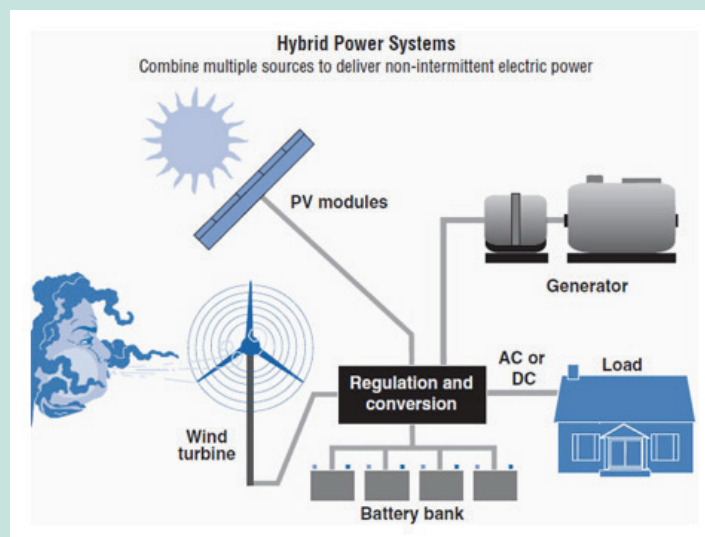 Hybrid Power Systems
Combine multiple sources to deliver non-intermittent electric power
PV modules
Generator
AC or
DC
Load
Regulation and
conversion
Wind
turbine
Battery bank